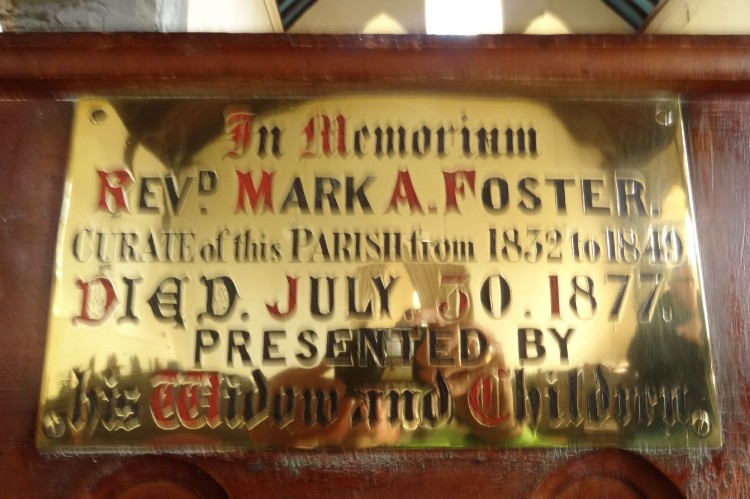 In Memorium
REVD. MARK A. FOSTER.
CURATE of this PARISH from 1832 to 1849
DIED. JULY. 30. 1877.
PRESENTED BY
his Widow and Children.